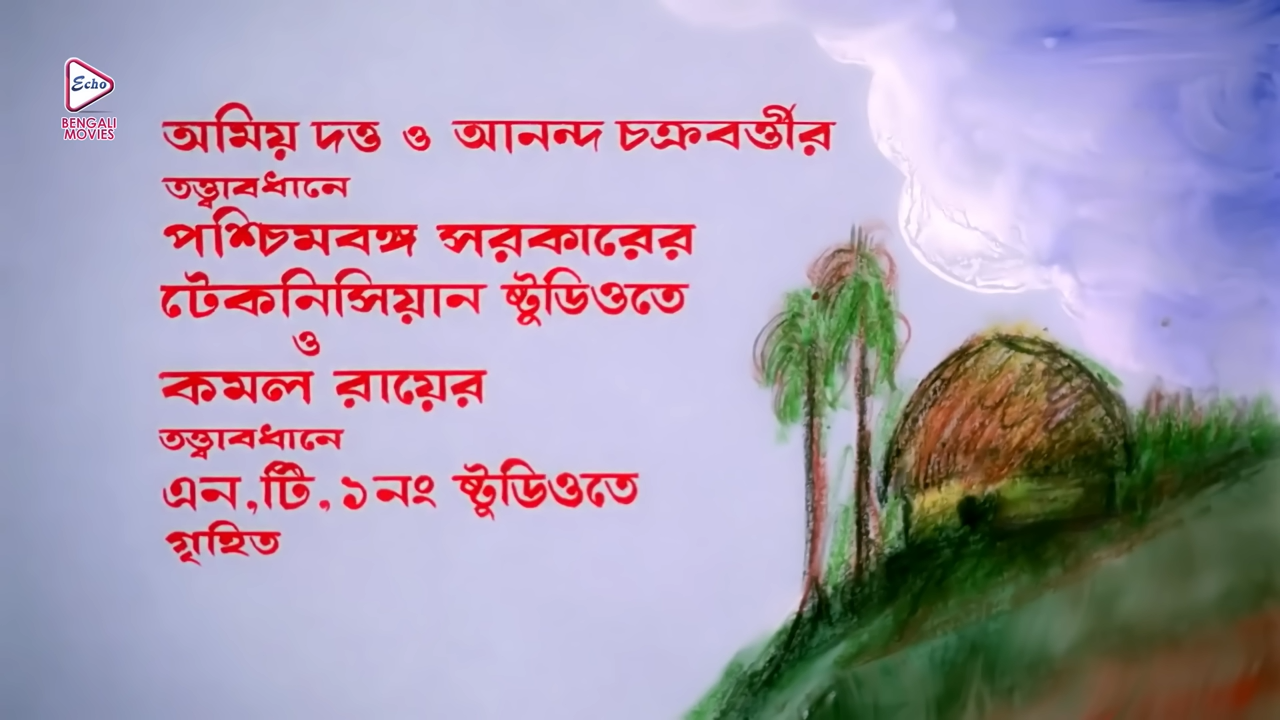 Echo
BENGALI
MOVIES
অমিয় দত্ত ও আনন্দ চক্রবর্ত্তীর
তত্ত্বাবধানে
পশ্চিমবঙ্গ সরকারের
টেকনিসিয়ান ষ্টুডিওতে
ও
কমল রায়ের
তত্ত্বাবধানে
এন,টি,১নং ষ্টুডিওতে
গৃহিত